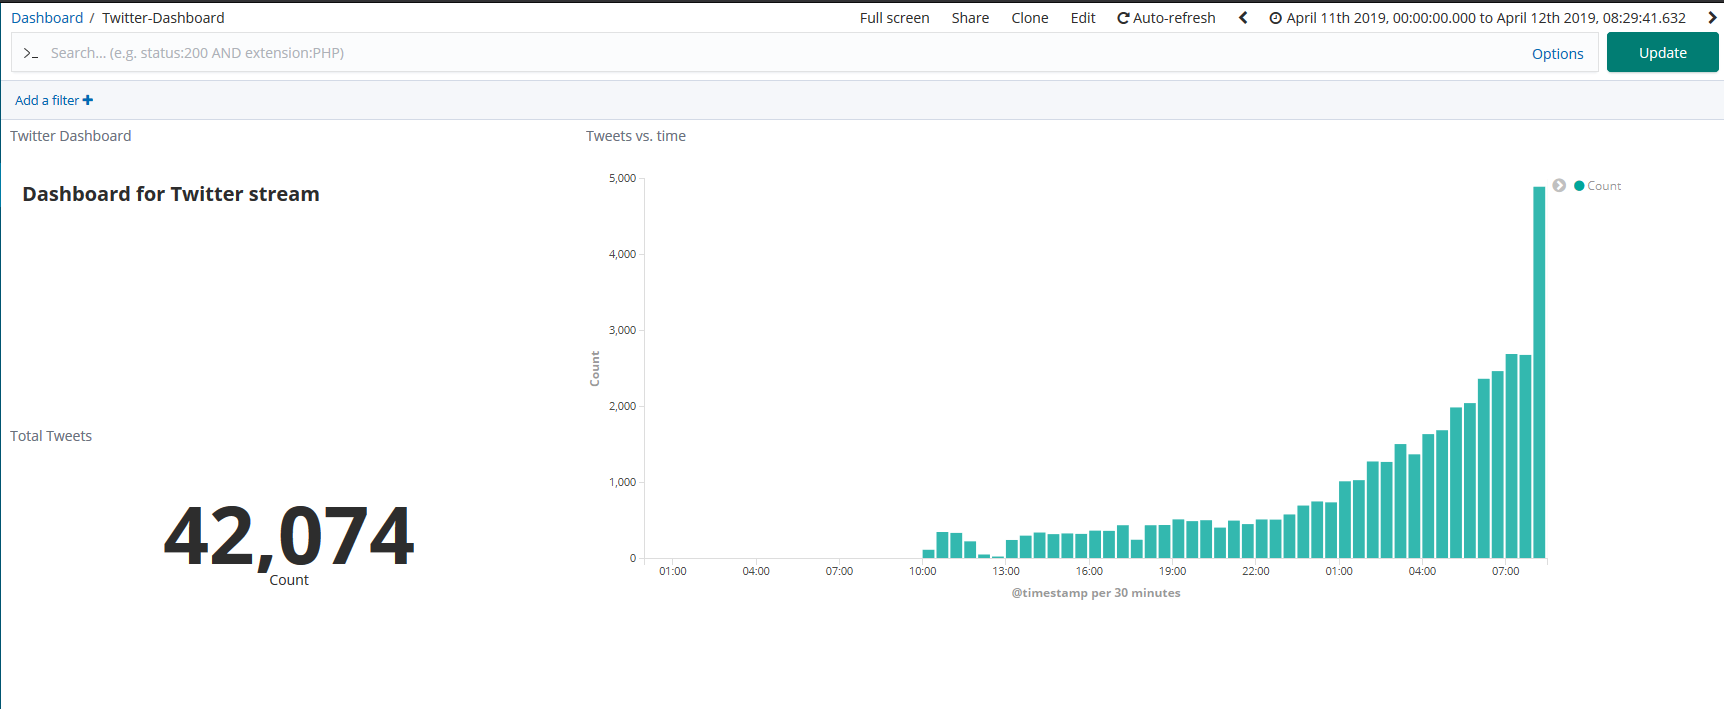 Dashboard / Twitter-Dashboard
Full screen Share Clone Edit Auto-refresh April 11th 2019, 00:00:00.000 to April 12th 2019, 08:29:41.632
>_ Search... (e.g. status:200 AND extension:PHP) Options Update
Add a filter +
Twitter Dashboard
Dashboard for Twitter stream
Total Tweets
42,074
Count
Tweets vs. time
5,000
4,000
3,000
2,000
1,000
0
Count
01:00 04:00 07:00 10:00 13:00 16:00 19:00 22:00 01:00 04:00 07:00
@timestamp per 30 minutes
Count